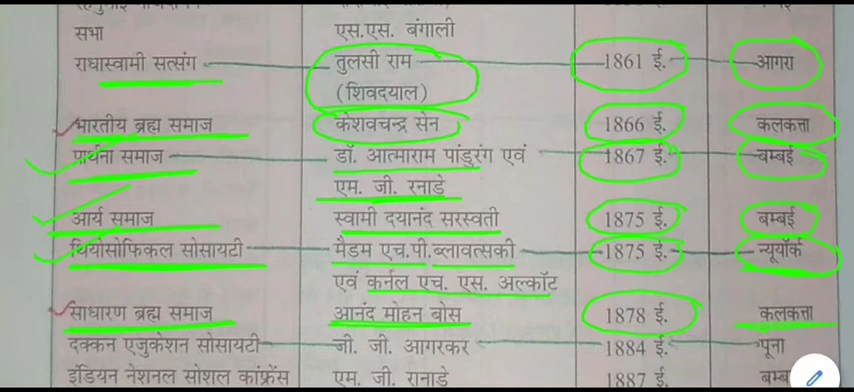 सभा एस.एस. बंगाली
राधास्वामी सत्संग तुलसी राम 1861 ई. आगरा
(शिवदयाल)
भारतीय ब्रह्म समाज केशवचन्द्र सेन 1866 ई. कलकत्ता
प्रार्थना समाज डॉ. आत्माराम पांडुरंग एवं 1867 ई. बम्बई
एम. जी. रनाडे
आर्य समाज स्वामी दयानंद सरस्वती 1875 ई. बम्बई
थियोसोफिकल सोसायटी मैडम एच.पी.ब्लावत्सकी 1875 ई. न्यूयॉर्क
एवं कर्नल एच. एस. अल्कॉट
साधारण ब्रह्म समाज आनंद मोहन बोस 1878 ई. कलकत्ता
दक्कन एजुकेशन सोसायटी जी. जी. आगरकर 1884 ई. पूना
इंडियन नेशनल सोशल कांफ्रेंस एम. जी. रानाडे 1887 ई.